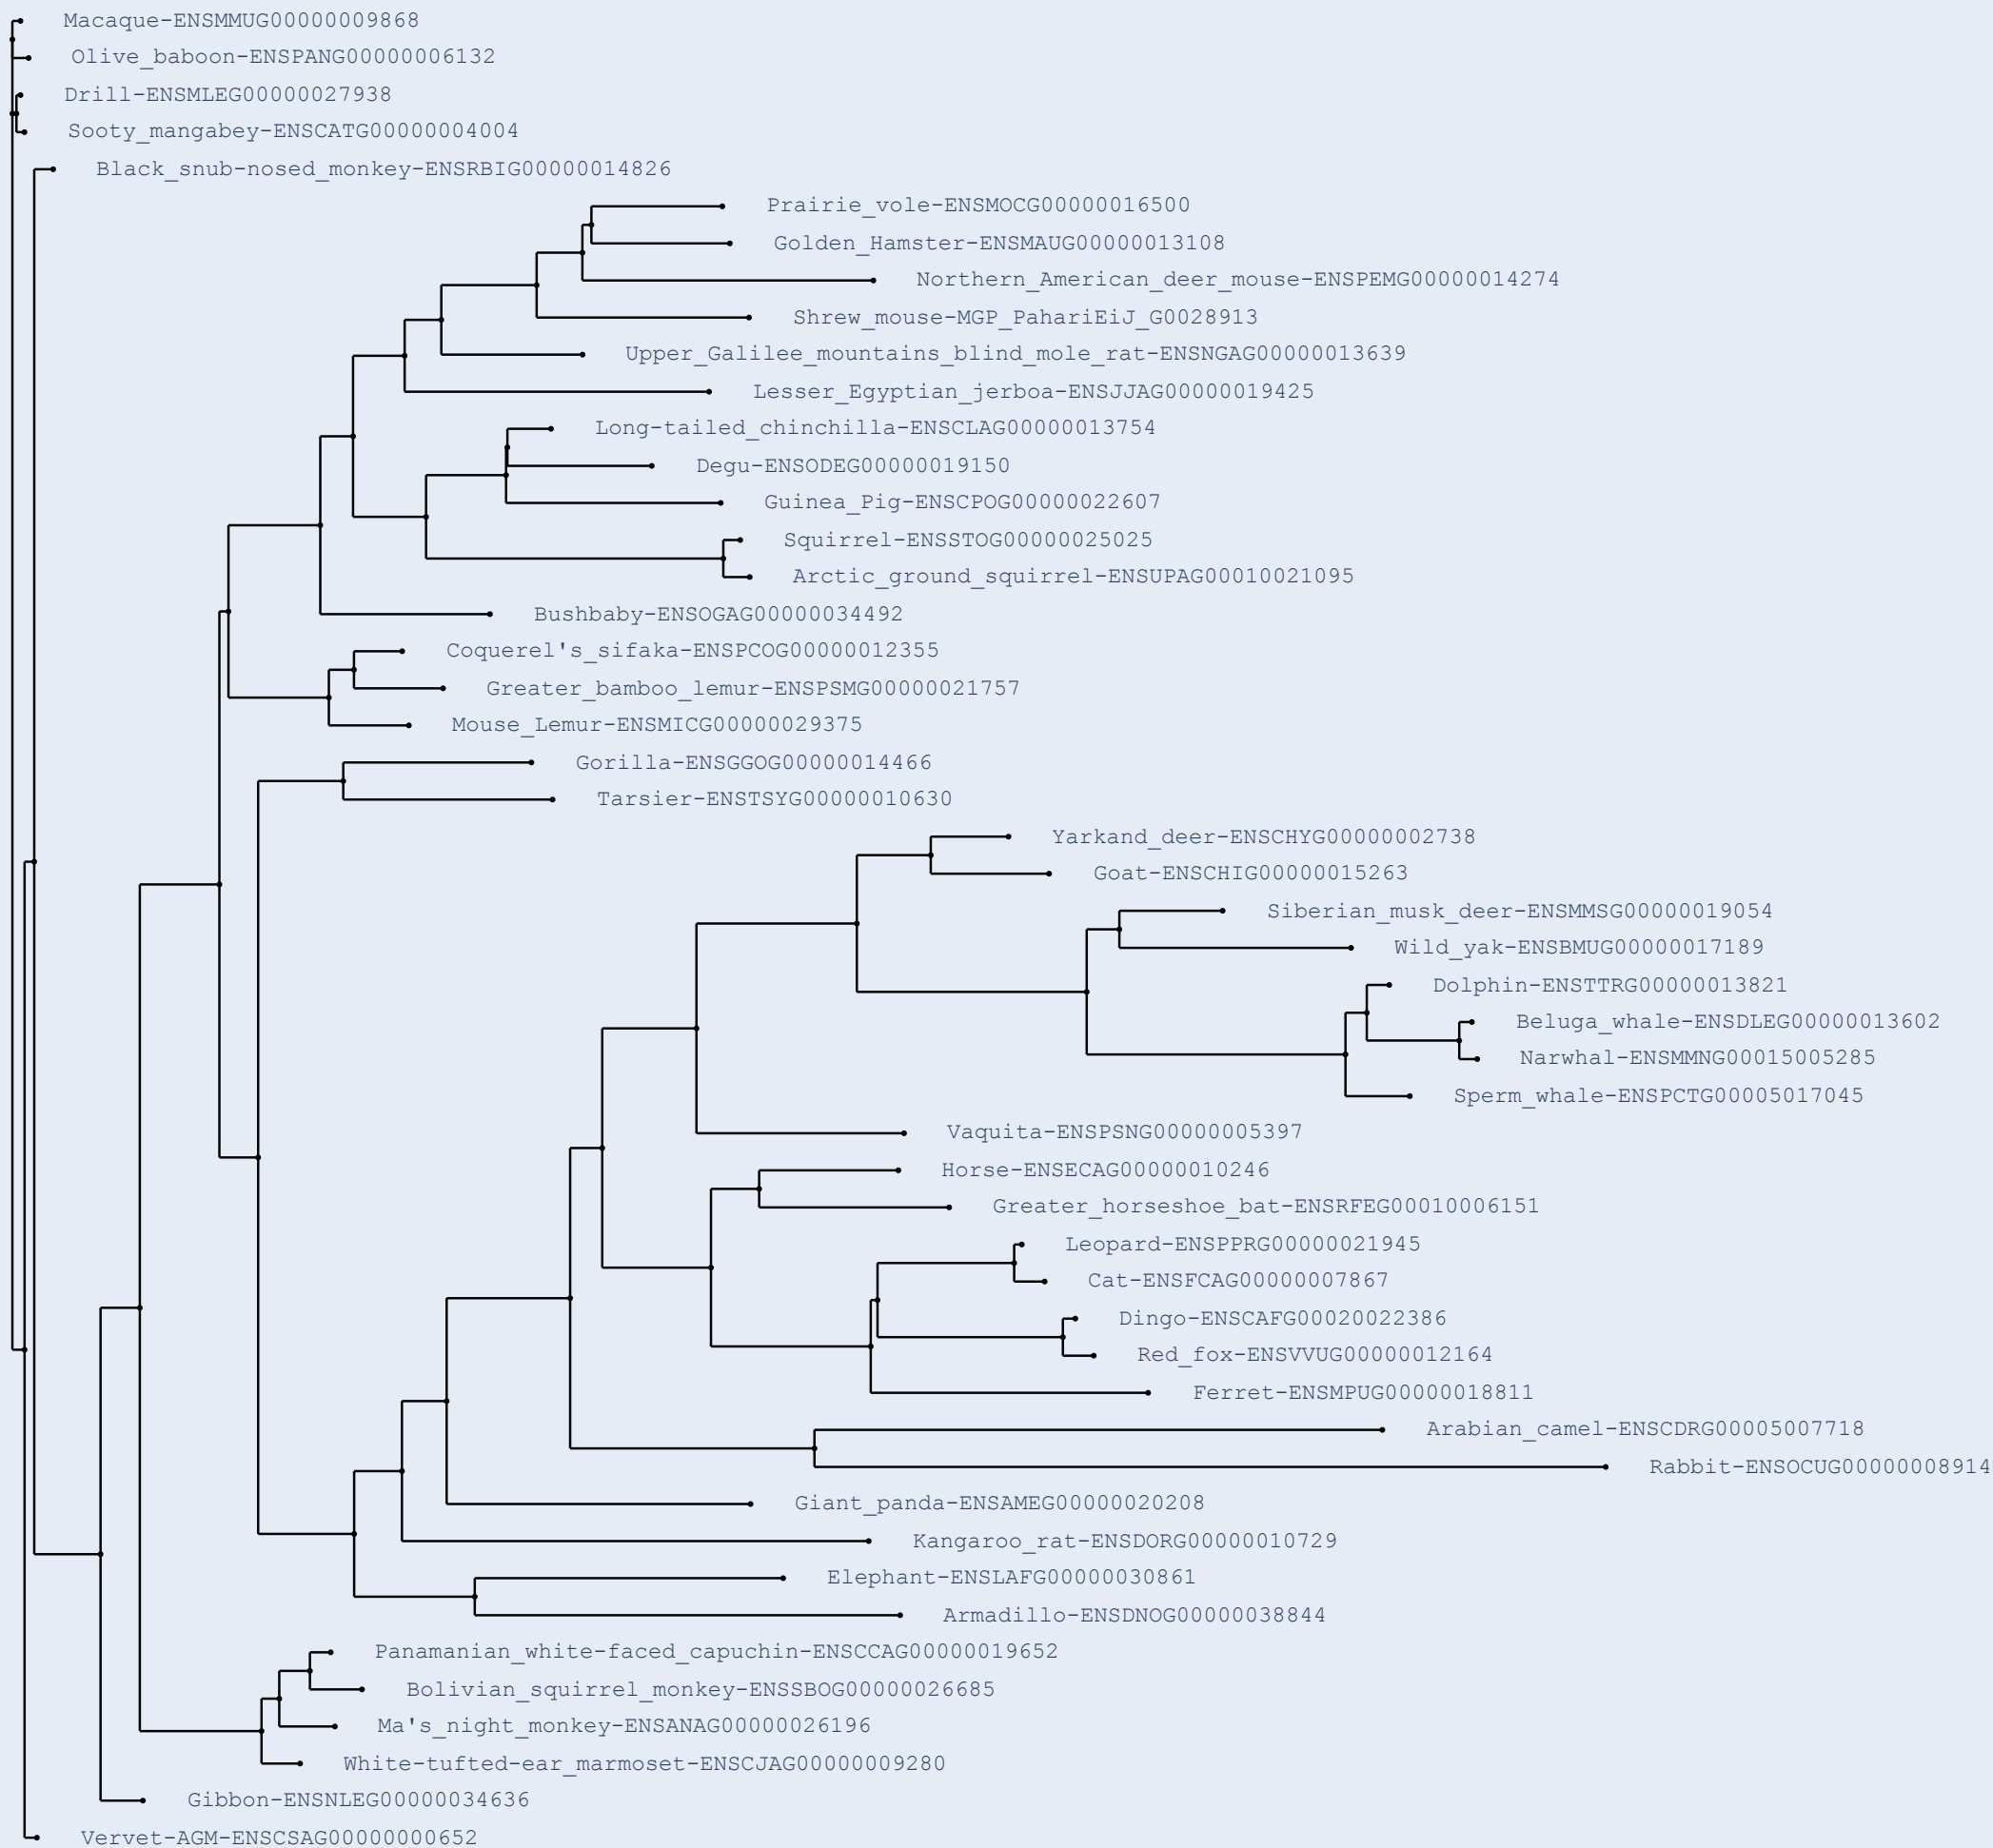 Macaque-ENSMMUG00000009868
Olive_baboon-ENSPANG00000006132
Drill-ENSMLEG00000027938
Sooty_mangabey-ENSCATG00000004004
Black_snub-nosed_monkey-ENSRBIG00000014826
Prairie_vole-ENSMOCG00000016500
Golden_Hamster-ENSMAUG00000013108
Northern_American_deer_mouse-ENSPEMG00000014274
Shrew_mouse-MGP_PahariEiJ_G0028913
Upper_Galilee_mountains_blind_mole_rat-ENSNGAG00000013639
Lesser_Egyptian_jerboa-ENSJJAG00000019425
Long-tailed_chinchilla-ENSCLAG00000013754
Degu-ENSODEG00000019150
Guinea_Pig-ENSCPOG00000022607
Squirrel-ENSSTOG00000025025
Arctic_ground_squirrel-ENSUPAG00010021095
Bushbaby-ENSOGAG00000034492
Coquerel's_sifaka-ENSPCOG00000012355
Greater_bamboo_lemur-ENSPSMG00000021757
Mouse_Lemur-ENSMICG00000029375
Gorilla-ENSGGOG00000014466
Tarsier-ENSTSYG00000010630
Yarkand_deer-ENSCHYG00000002738
Goat-ENSCHIG00000015263
Siberian_musk_deer-ENSMMSG00000019054
Wild_yak-ENSBMUG00000017189
Dolphin-ENSTTRG00000013821
Beluga_whale-ENSDLEG00000013602
Narwhal-ENSMMNG00015005285
Sperm_whale-ENSPCTG00005017045
Vaquita-ENSPSNG00000005397
Horse-ENSECAG00000010246
Greater_horseshoe_bat-ENSRFEG00010006151
Leopard-ENSPPRG00000021945
Cat-ENSFCAG00000007867
Dingo-ENSCAFG00020022386
Red_fox-ENSVVUG00000012164
Ferret-ENSMPUG00000018811
Arabian_camel-ENSCDRG00005007718
Rabbit-ENSOCUG00000008914
Giant_panda-ENSAMEG00000020208
Kangaroo_rat-ENSDORG00000010729
Elephant-ENSLAFG00000030861
Armadillo-ENSDNOG00000038844
Panamanian_white-faced_capuchin-ENSCCAG00000019652
Bolivian_squirrel_monkey-ENSSBOG00000026685
Ma's_night_monkey-ENSANAG00000026196
White-tufted-ear_marmoset-ENSCJAG00000009280
Gibbon-ENSNLEG00000034636
Vervet-AGM-ENSCSAG00000000652